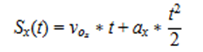 Sₓ(t) = v₀ₓ * t + aₓ * t²/2